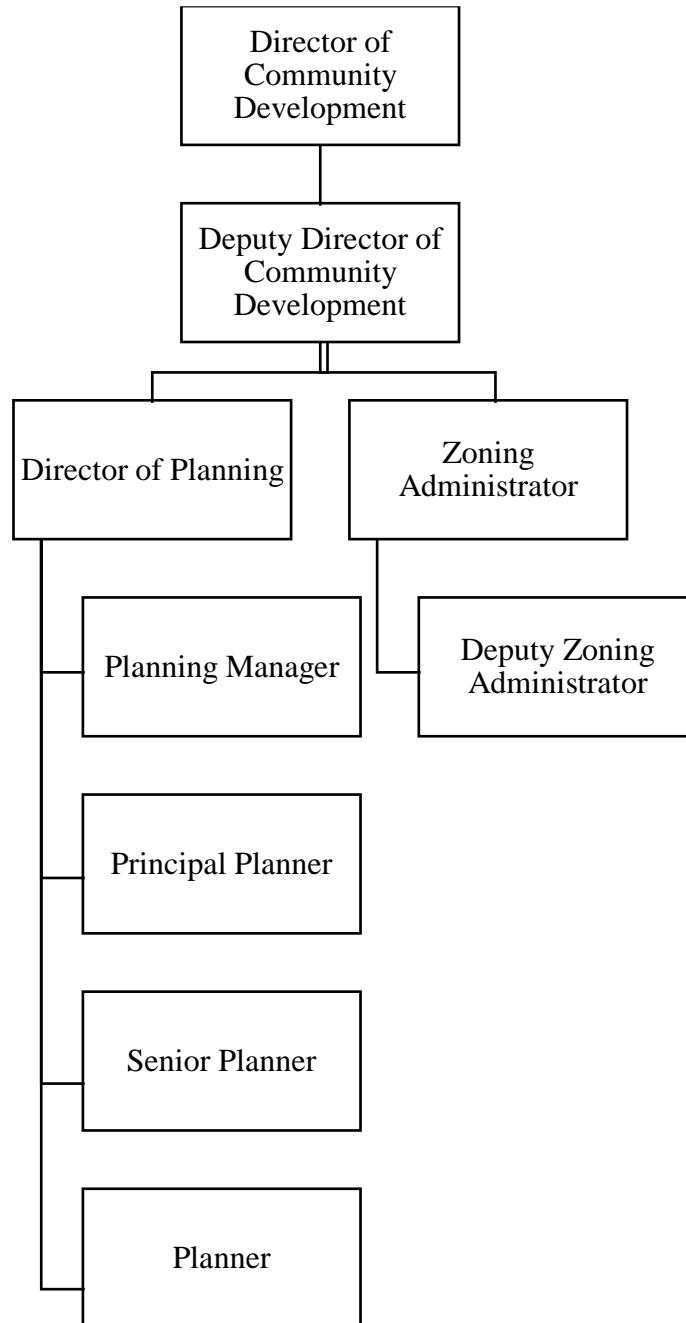 Director of
Community
Development
Deputy Director of
Community
Development
Director of Planning
Zoning
Administrator
Planning Manager
Deputy Zoning
Administrator
Principal Planner
Senior Planner
Planner